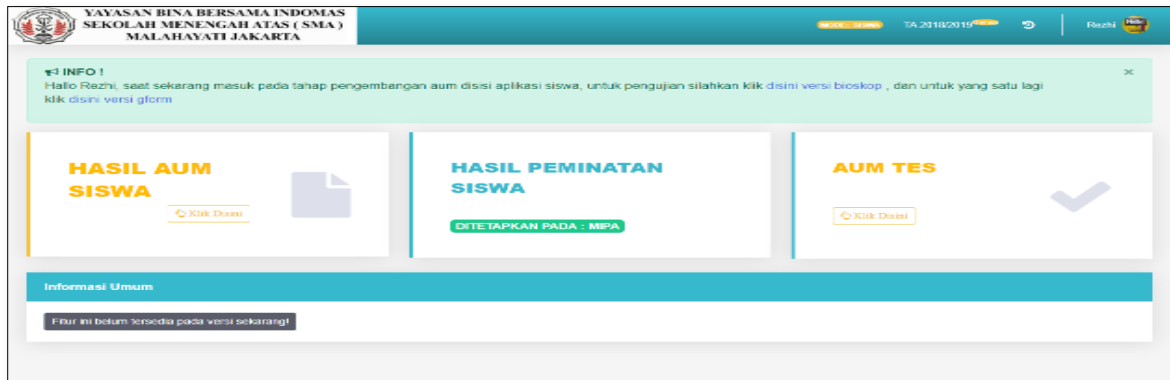 YAYASAN BINA BERSAMA INDOMAS
SEKOLAH MENENGAH ATAS ( SMA )
MALAHAYATI JAKARTA
MODE : SISWA TA.2018/2019 Rezhi
INFO !
Hallo Rezhi, saat sekarang masuk pada tahap pengembangan aum disisi aplikasi siswa, untuk pengujian silahkan klik disini versi bioskop , dan untuk yang satu lagi
klik disini versi gform
HASIL AUM
SISWA
Klik Disini
HASIL PEMINATAN
SISWA
DITETAPKAN PADA : MIPA
AUM TES
Klik Disini
Informasi Umum
Fitur ini belum tersedia pada versi sekarang!